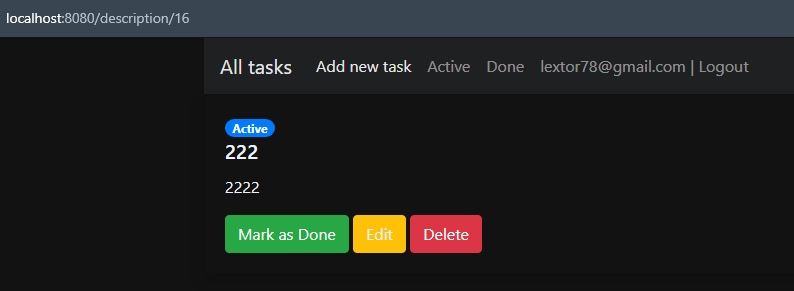 localhost:8080/description/16
All tasks Add new task Active Done lextor78@gmail.com | Logout
Active
222
2222
Mark as Done Edit Delete